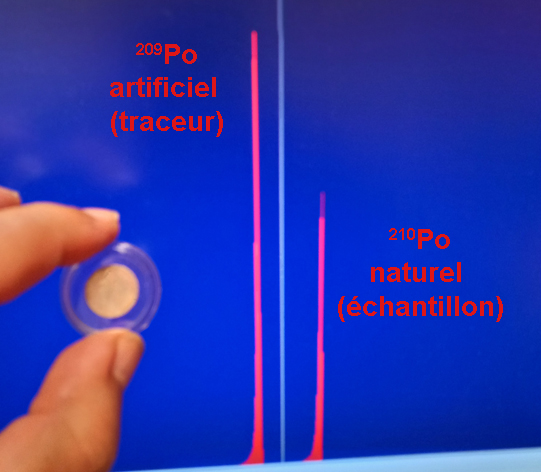 ²⁰⁹Po
artificiel
(traceur)
²¹⁰Po
naturel
(échantillon)